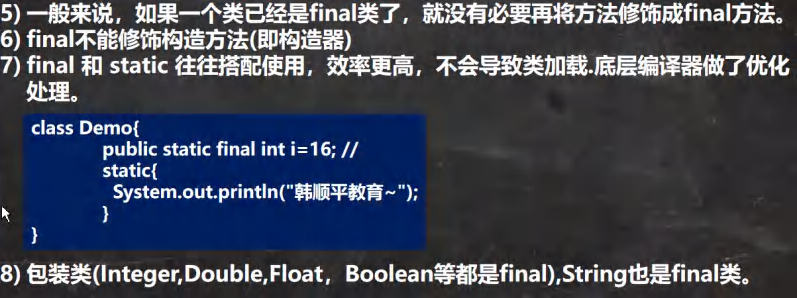 5) 一般来说，如果一个类已经是final类了，就没有必要再将方法修饰成final方法。
6) final不能修饰构造方法(即构造器)
7) final 和 static 往往搭配使用，效率更高，不会导致类加载.底层编译器做了优化
处理。
class Demo{
public static final int i=16; //
static{
System.out.println("韩顺平教育~");
}
}
8) 包装类(Integer,Double,Float，Boolean等都是final),String也是final类。